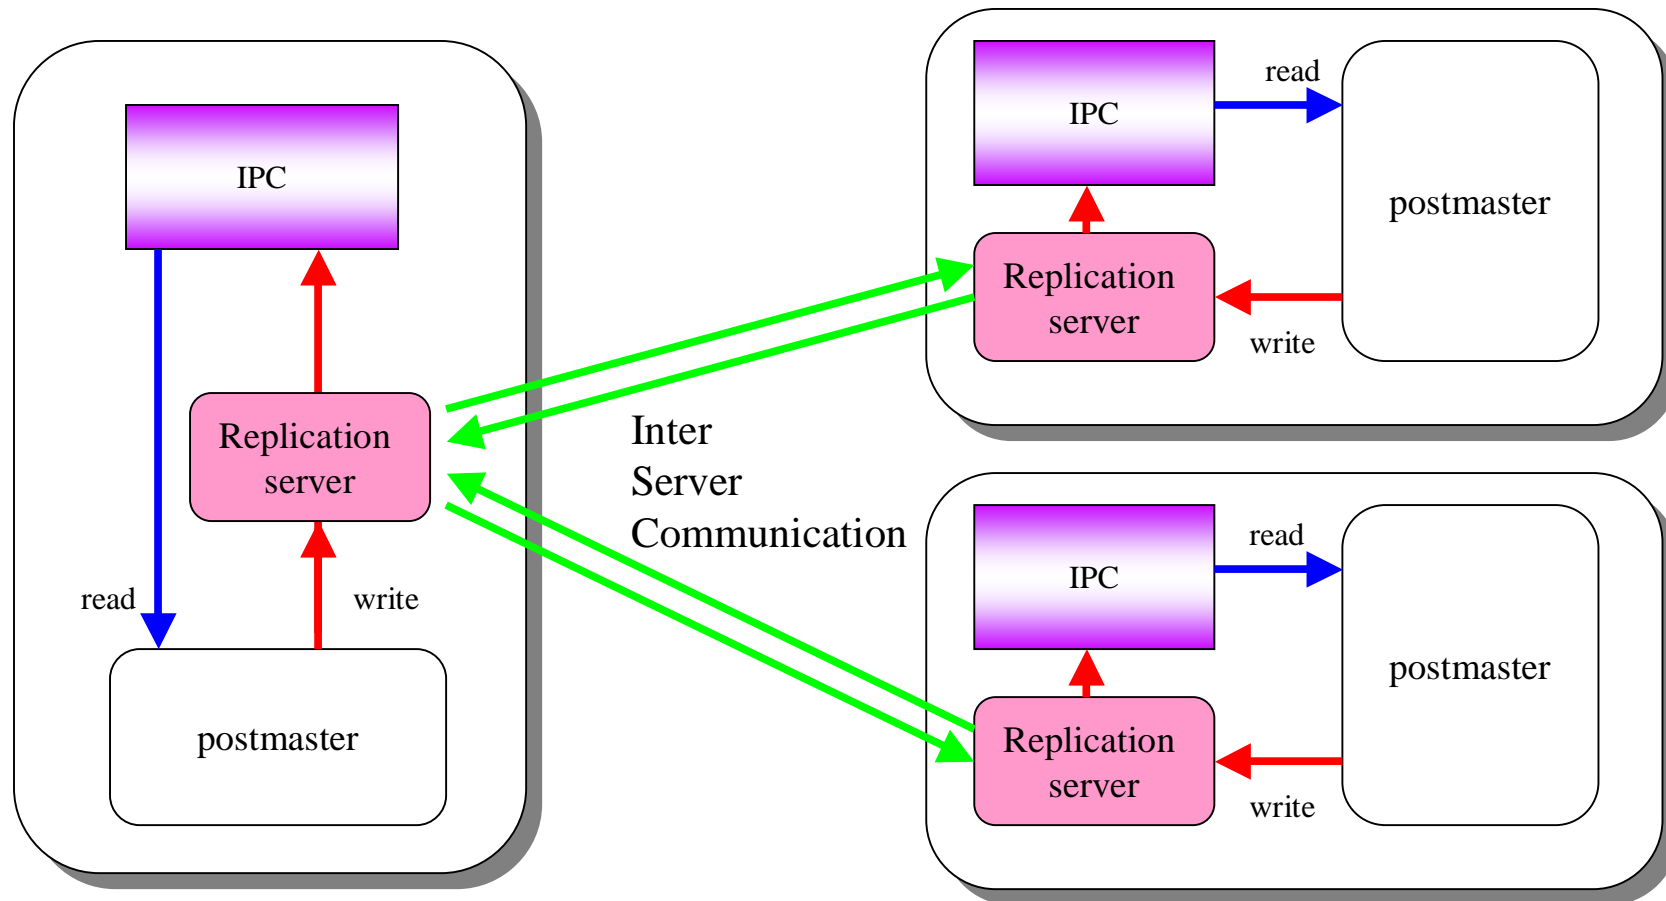 IPC
Replication
server
read
write
postmaster
Inter
Server
Communication
IPC
read
postmaster
Replication
server
write
IPC
read
postmaster
Replication
server
write